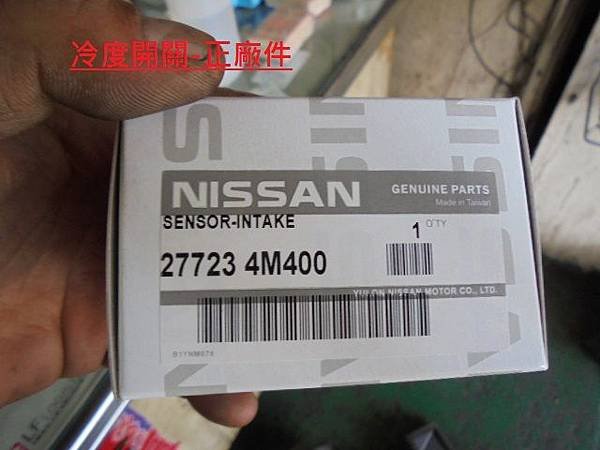 冷度開關-正廠件
NISSAN GENUINE PARTS
Made in Taiwan
SENSOR-INTAKE
1 Q'TY
27723 4M400
YULON NISSAN MOTOR CO., LTD.